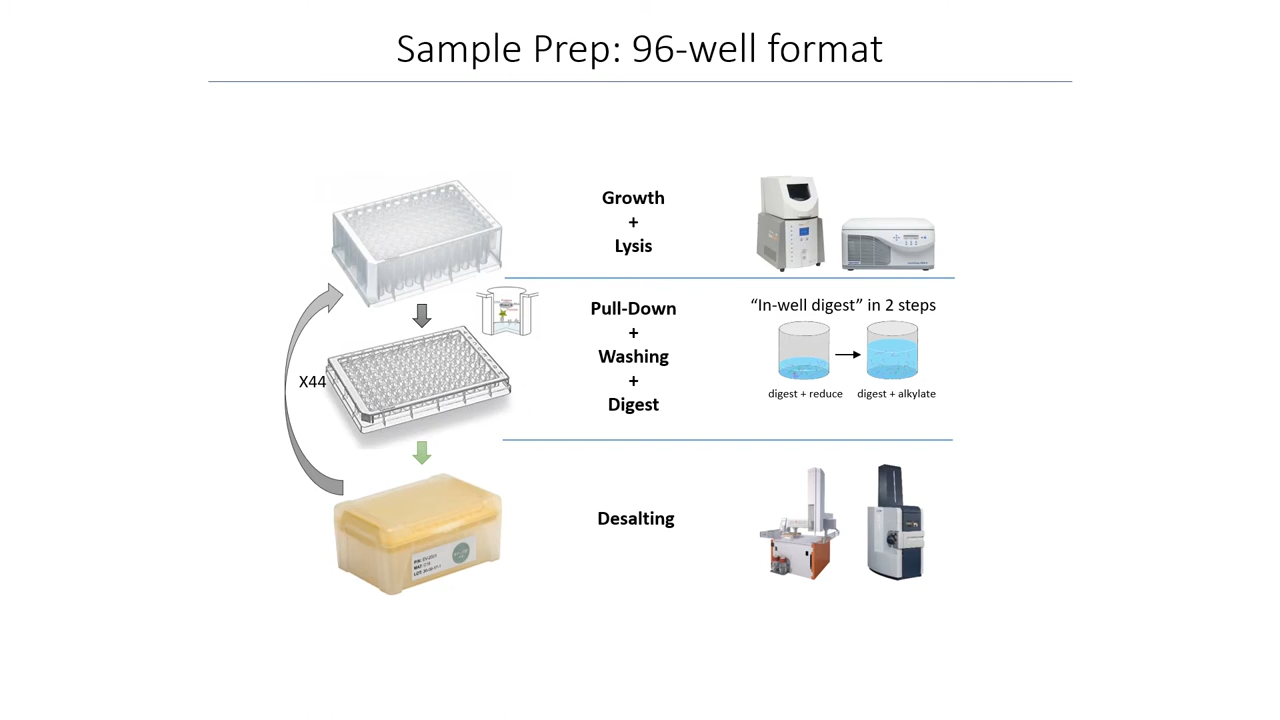 Sample Prep: 96-well format
Growth
+
Lysis
Pull-Down
+
Washing
+
Digest
"In-well digest" in 2 steps
digest + reduce
digest + alkylate
X44
Desalting